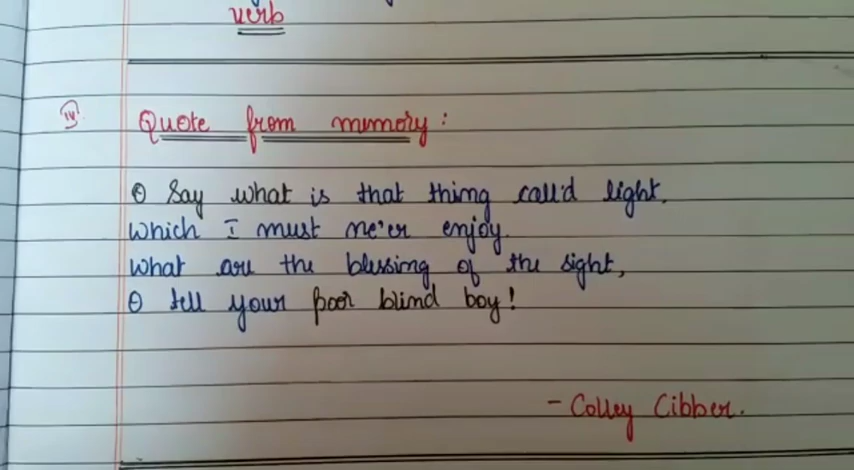 verb
iv)
Quote from memory :
O Say what is that thing call'd light,
Which I must ne'er enjoy.
What are the blessing of the sight,
O tell your poor blind boy!
- Colley Cibber.